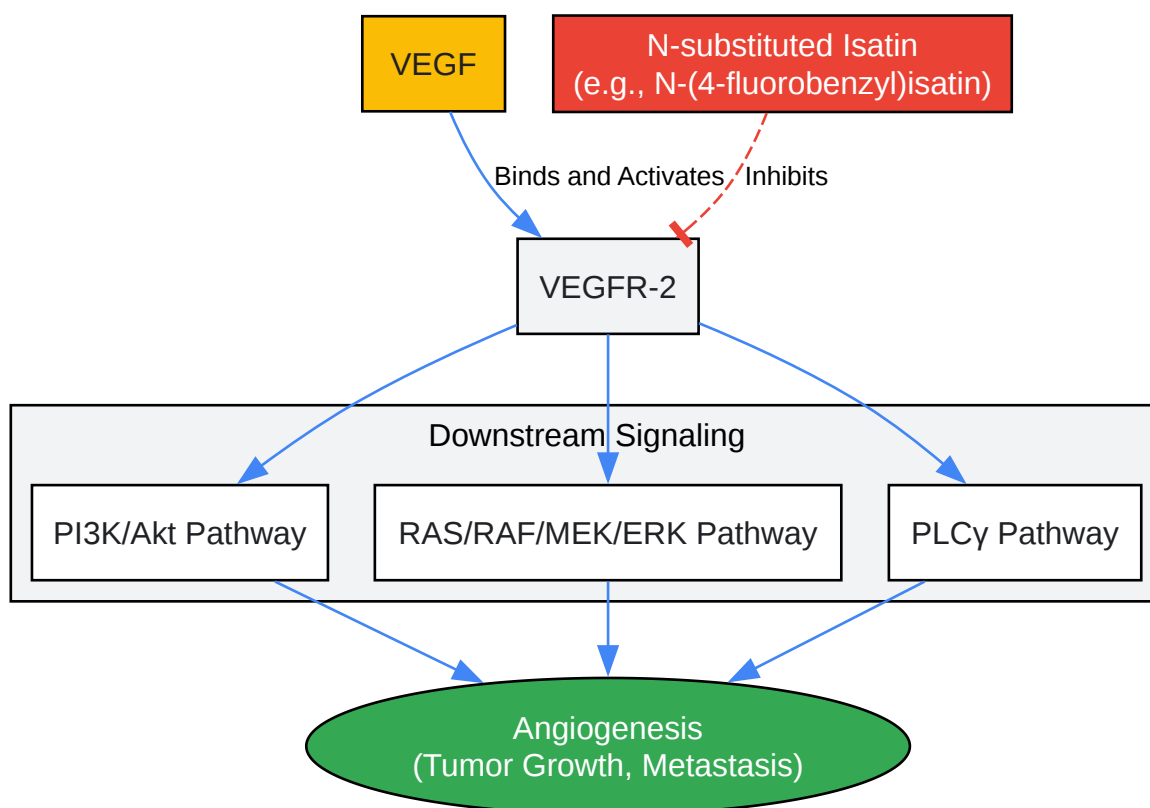 VEGF
N-substituted Isatin
(e.g., N-(4-fluorobenzyl)isatin)
Binds and Activates
Inhibits
VEGFR-2
Downstream Signaling
PI3K/Akt Pathway
RAS/RAF/MEK/ERK Pathway
PLCγ Pathway
Angiogenesis
(Tumor Growth, Metastasis)